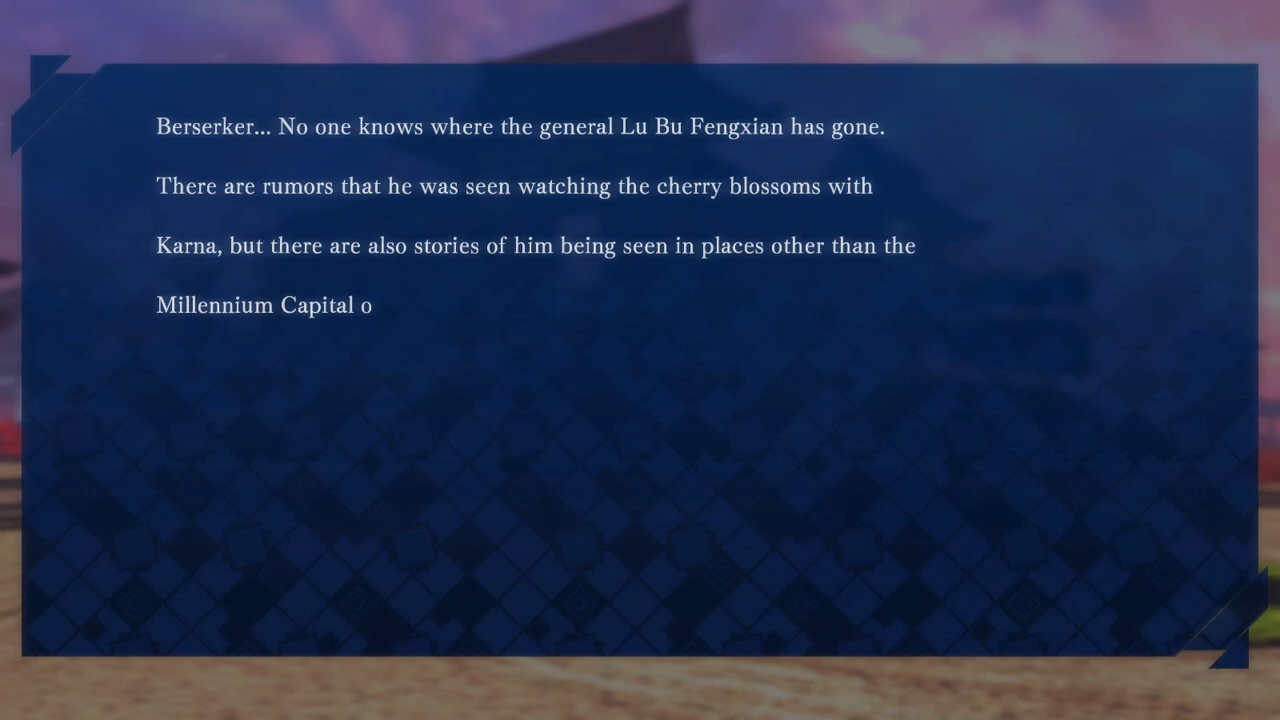 Berserker... No one knows where the general Lu Bu Fengxian has gone.
There are rumors that he was seen watching the cherry blossoms with
Karna, but there are also stories of him being seen in places other than the
Millennium Capital o